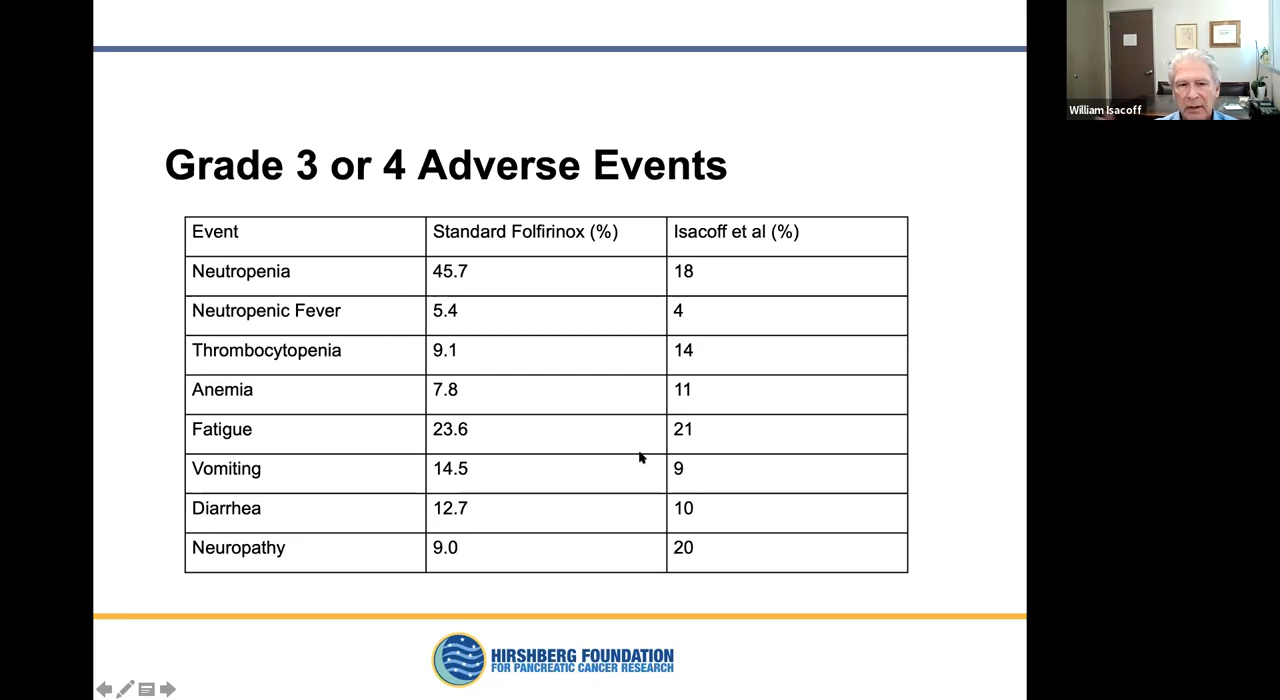 William Isacoff
Grade 3 or 4 Adverse Events
Event Standard Folfirinox (%) Isacoff et al (%)
Neutropenia 45.7 18
Neutropenic Fever 5.4 4
Thrombocytopenia 9.1 14
Anemia 7.8 11
Fatigue 23.6 21
Vomiting 14.5 9
Diarrhea 12.7 10
Neuropathy 9.0 20
HIRSHBERG FOUNDATION
FOR PANCREATIC CANCER RESEARCH